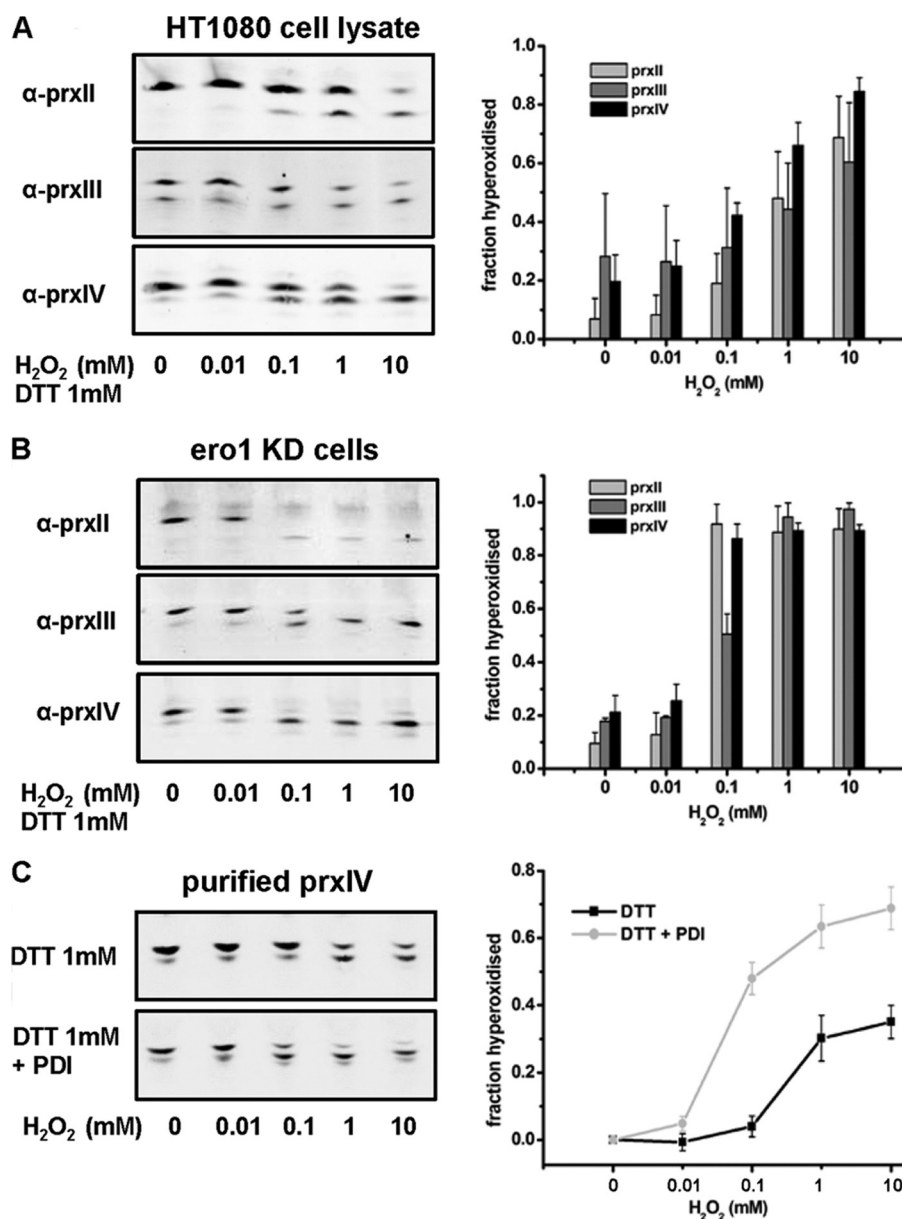 A
HT1080 cell lysate
α-prxII
α-prxIII
α-prxIV
H₂O₂ (mM) 0 0.01 0.1 1 10
DTT 1mM
fraction hyperoxidised
1.0
0.8
0.6
0.4
0.2
0.0
prxII
prxIII
prxIV
0 0.01 0.1 1 10
H₂O₂ (mM)
B
ero1 KD cells
α-prxII
α-prxIII
α-prxIV
H₂O₂ (mM) 0 0.01 0.1 1 10
DTT 1mM
fraction hyperoxidised
1.0
0.8
0.6
0.4
0.2
0.0
prxII
prxIII
prxIV
0 0.01 0.1 1 10
H₂O₂ (mM)
C
purified prxIV
DTT 1mM
DTT 1mM
+ PDI
H₂O₂ (mM) 0 0.01 0.1 1 10
fraction hyperoxidised
0.8
0.6
0.4
0.2
0.0
DTT
DTT + PDI
0 0.01 0.1 1 10
H₂O₂ (mM)